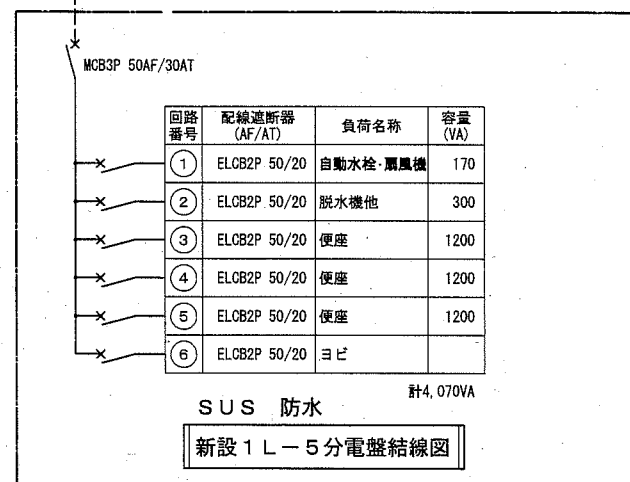 MCB3P 50AF/30AT
回路番号 配線遮断器(AF/AT) 負荷名称 容量(VA)
① ELCB2P 50/20 自動水栓・扇風機 170
② ELCB2P 50/20 脱水機他 300
③ ELCB2P 50/20 便座 1200
④ ELCB2P 50/20 便座 1200
⑤ ELCB2P 50/20 便座 1200
⑥ ELCB2P 50/20 ヨビ
計4,070VA
SUS 防水
新設1L-5分電盤結線図